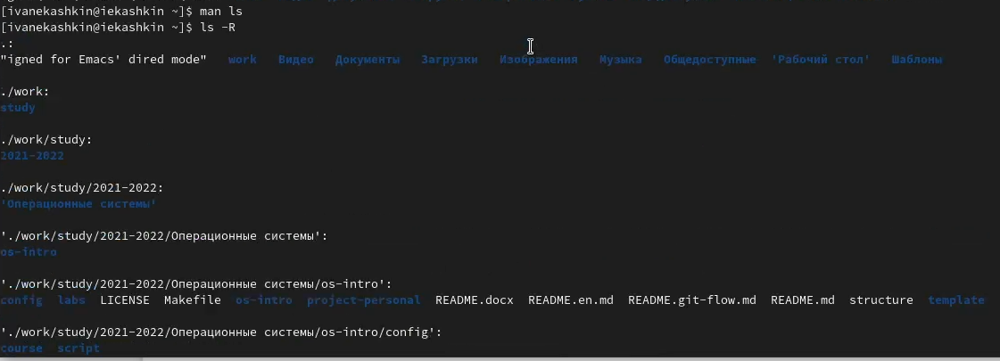 [ivanekashkin@iekashkin ~]$ man ls
[ivanekashkin@iekashkin ~]$ ls -R
.:
"igned for Emacs' dired mode" work Видео Документы Загрузки Изображения Музыка Общедоступные 'Рабочий стол' Шаблоны
./work:
study
./work/study:
2021-2022
./work/study/2021-2022:
'Операционные системы'
'./work/study/2021-2022/Операционные системы':
os-intro
'./work/study/2021-2022/Операционные системы/os-intro':
config labs LICENSE Makefile os-intro project-personal README.docx README.en.md README.git-flow.md README.md structure template
'./work/study/2021-2022/Операционные системы/os-intro/config':
course script